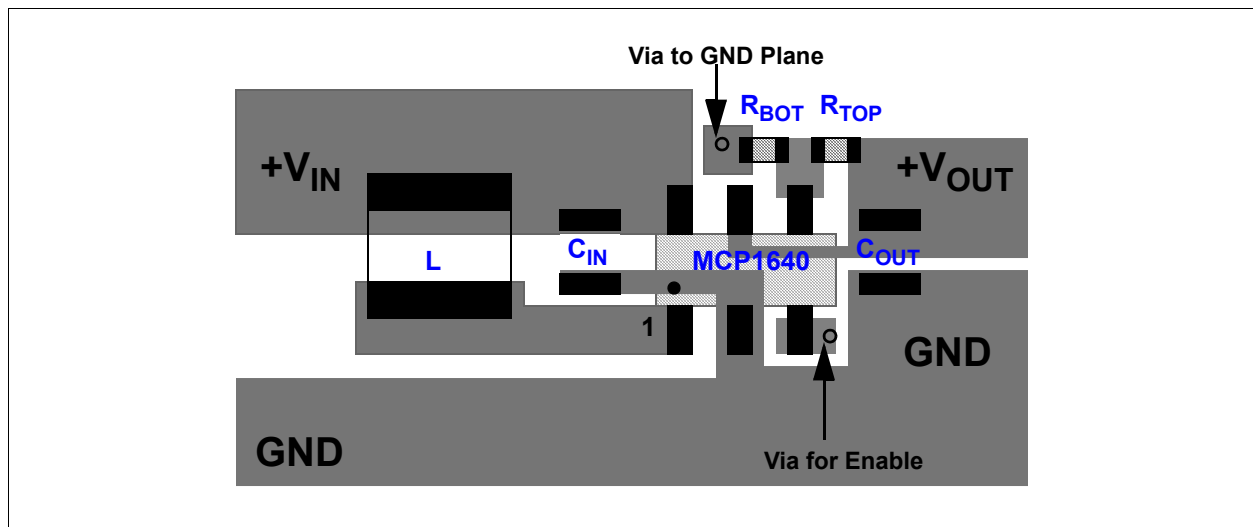 Via to GND Plane
RBOT RTOP
+VIN
+VOUT
CIN
MCP1640
COUT
L
1
GND
GND
Via for Enable